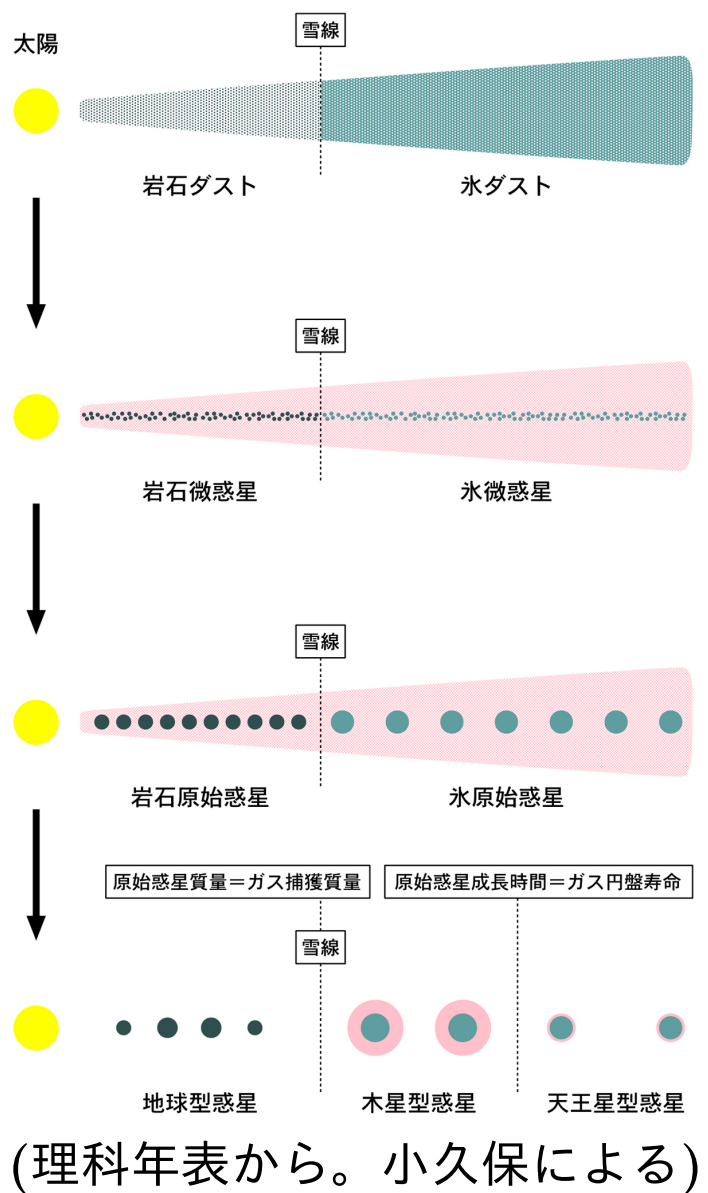 太陽
雪線
岩石ダスト
氷ダスト
雪線
岩石微惑星
氷微惑星
雪線
岩石原始惑星
氷原始惑星
原始惑星質量＝ガス捕獲質量
原始惑星成長時間＝ガス円盤寿命
雪線
地球型惑星
木星型惑星
天王星型惑星
(理科年表から。小久保による)